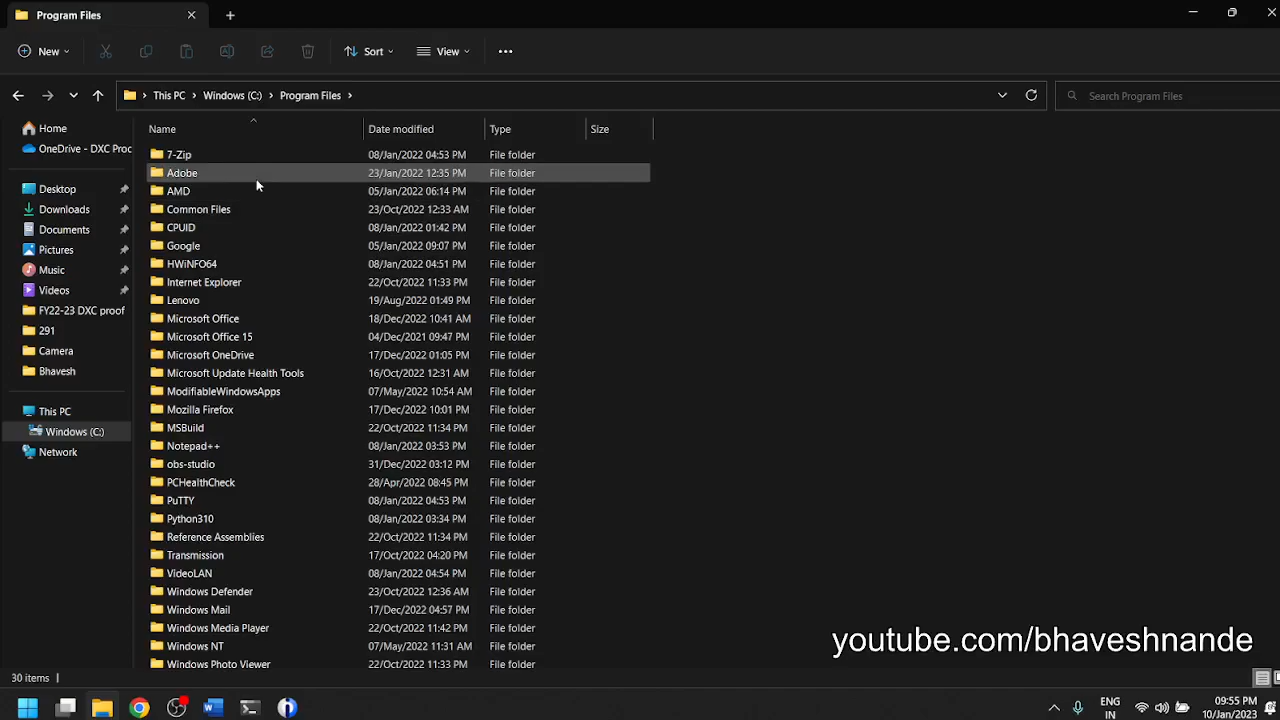 Program Files
New
Sort
View
This PC
Windows (C:)
Program Files
Search Program Files
Home
OneDrive - DXC Proc
Desktop
Downloads
Documents
Pictures
Music
Videos
FY22-23 DXC proof
291
Camera
Bhavesh
This PC
Windows (C:)
Network
Name Date modified Type Size
7-Zip 08/Jan/2022 04:53 PM File folder
Adobe 23/Jan/2022 12:35 PM File folder
AMD 05/Jan/2022 06:14 PM File folder
Common Files 23/Oct/2022 12:33 AM File folder
CPUID 08/Jan/2022 01:42 PM File folder
Google 05/Jan/2022 09:07 PM File folder
HWiNFO64 08/Jan/2022 04:51 PM File folder
Internet Explorer 22/Oct/2022 11:33 PM File folder
Lenovo 19/Aug/2022 01:49 PM File folder
Microsoft Office 18/Dec/2022 10:41 AM File folder
Microsoft Office 15 04/Dec/2021 09:47 PM File folder
Microsoft OneDrive 17/Dec/2022 01:05 PM File folder
Microsoft Update Health Tools 16/Oct/2022 12:31 AM File folder
ModifiableWindowsApps 07/May/2022 10:54 AM File folder
Mozilla Firefox 17/Dec/2022 10:01 PM File folder
MSBuild 22/Oct/2022 11:34 PM File folder
Notepad++ 08/Jan/2022 03:53 PM File folder
obs-studio 31/Dec/2022 03:12 PM File folder
PCHealthCheck 28/Apr/2022 08:45 PM File folder
PuTTY 08/Jan/2022 04:53 PM File folder
Python310 08/Jan/2022 03:34 PM File folder
Reference Assemblies 22/Oct/2022 11:34 PM File folder
Transmission 17/Oct/2022 04:20 PM File folder
VideoLAN 08/Jan/2022 04:54 PM File folder
Windows Defender 23/Oct/2022 12:36 AM File folder
Windows Mail 17/Dec/2022 04:57 PM File folder
Windows Media Player 22/Oct/2022 11:42 PM File folder
Windows NT 07/May/2022 11:31 AM File folder
Windows Photo Viewer 22/Oct/2022 11:33 PM File folder
youtube.com/bhaveshnande
30 items
ENG
IN
09:55 PM
10/Jan/2023